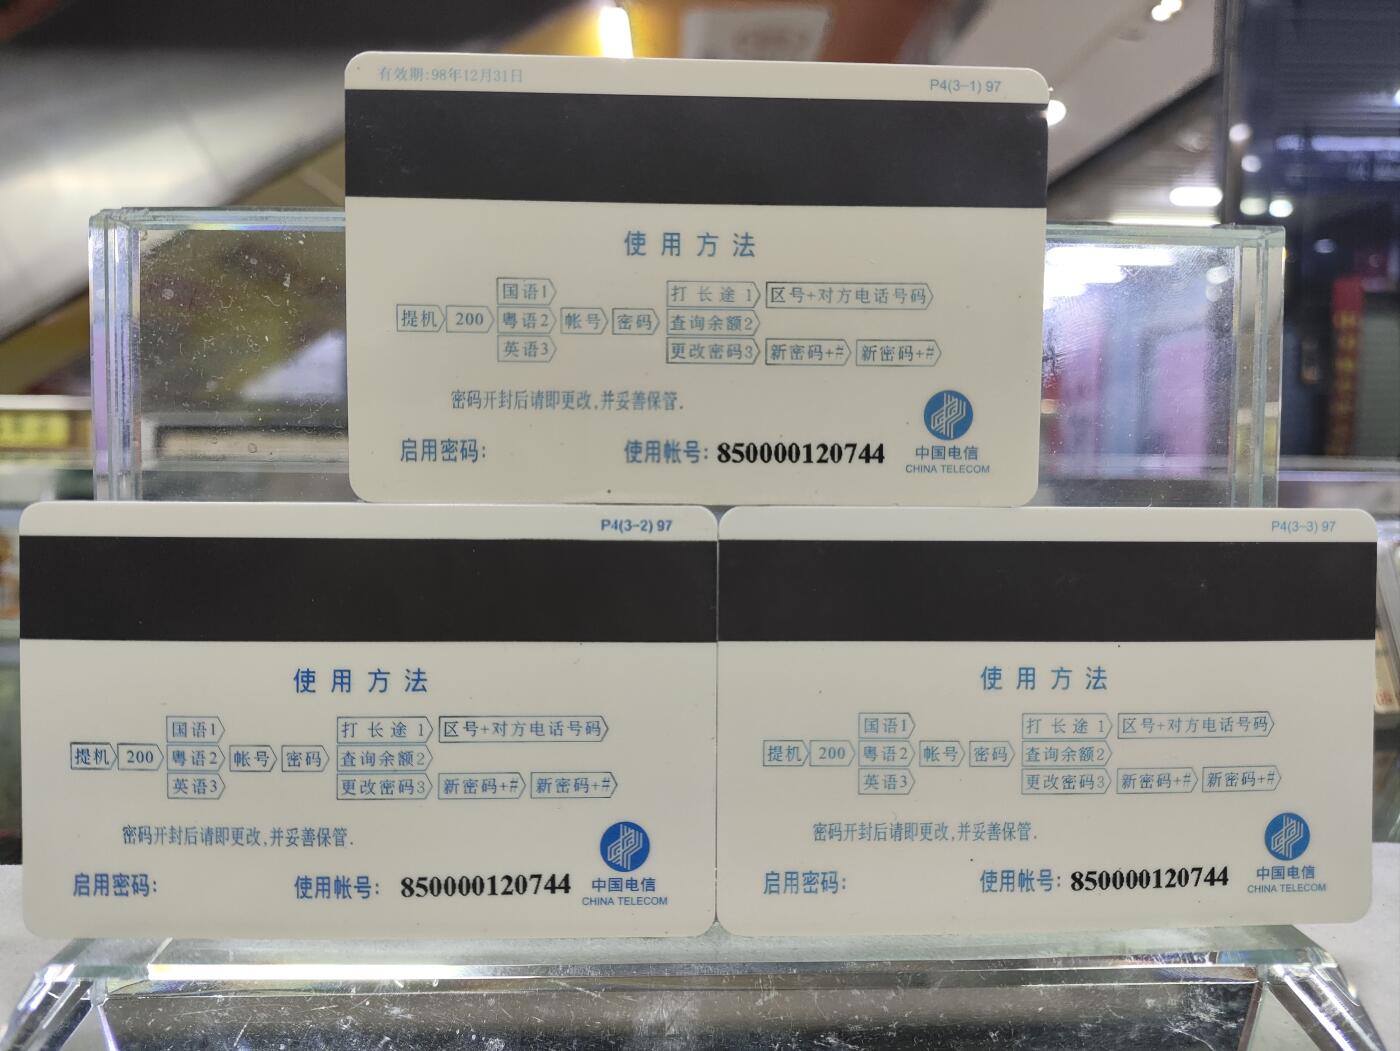 有效期:98年12月31日
P4(3-1) 97
使用方法
国语1 打长途1 区号+对方电话号码
提机 200 粤语2 帐号 密码 查询余额2
英语3 更改密码3 新密码+# 新密码+#
密码开封后请即更改,并妥善保管.
启用密码: 使用帐号: 850000120744
中国电信
CHINA TELECOM
P4(3-2) 97
使用方法
国语1 打长途1 区号+对方电话号码
提机 200 粤语2 帐号 密码 查询余额2
英语3 更改密码3 新密码+# 新密码+#
密码开封后请即更改,并妥善保管.
启用密码: 使用帐号: 850000120744
中国电信
CHINA TELECOM
P4(3-3) 97
使用方法
国语1 打长途1 区号+对方电话号码
提机 200 粤语2 帐号 密码 查询余额2
英语3 更改密码3 新密码+# 新密码+#
密码开封后请即更改,并妥善保管.
启用密码: 使用帐号: 850000120744
中国电信
CHINA TELECOM